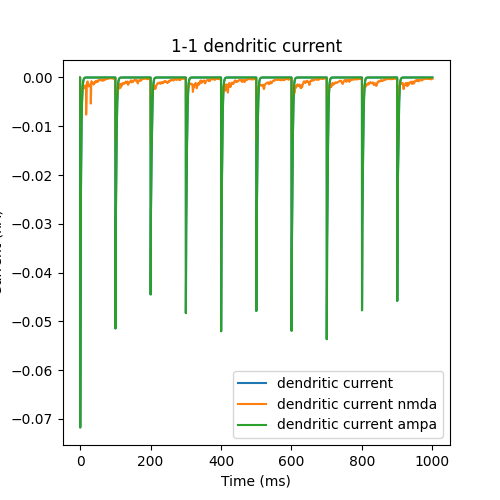 1-1 dendritic current
0.00
−0.01
−0.02
−0.03
−0.04
−0.05
−0.06
−0.07
dendritic current
dendritic current nmda
dendritic current ampa
0 200 400 600 800 1000
Time (ms)